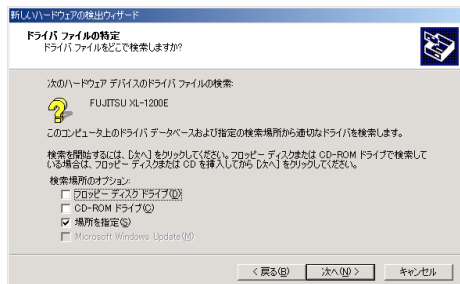 新しいハードウェアの検出ウィザード
ドライバ ファイルの特定
ドライバ ファイルをどこで検索しますか?
次のハードウェア デバイスのドライバ ファイルの検索:
FUJITSU XL-1200E
このコンピュータ上のドライバ データベースおよび指定の検索場所から適切なドライバを検索します。
検索を開始するには、[次へ] をクリックしてください。フロッピー ディスクまたは CD-ROM ドライブで検索して
いる場合は、フロッピー ディスクまたは CD を挿入してから [次へ] をクリックしてください。
検索場所のオプション:
フロッピー ディスク ドライブ(D)
CD-ROM ドライブ(C)
場所を指定(S)
Microsoft Windows Update(M)
< 戻る(B) 次へ(N) > キャンセル